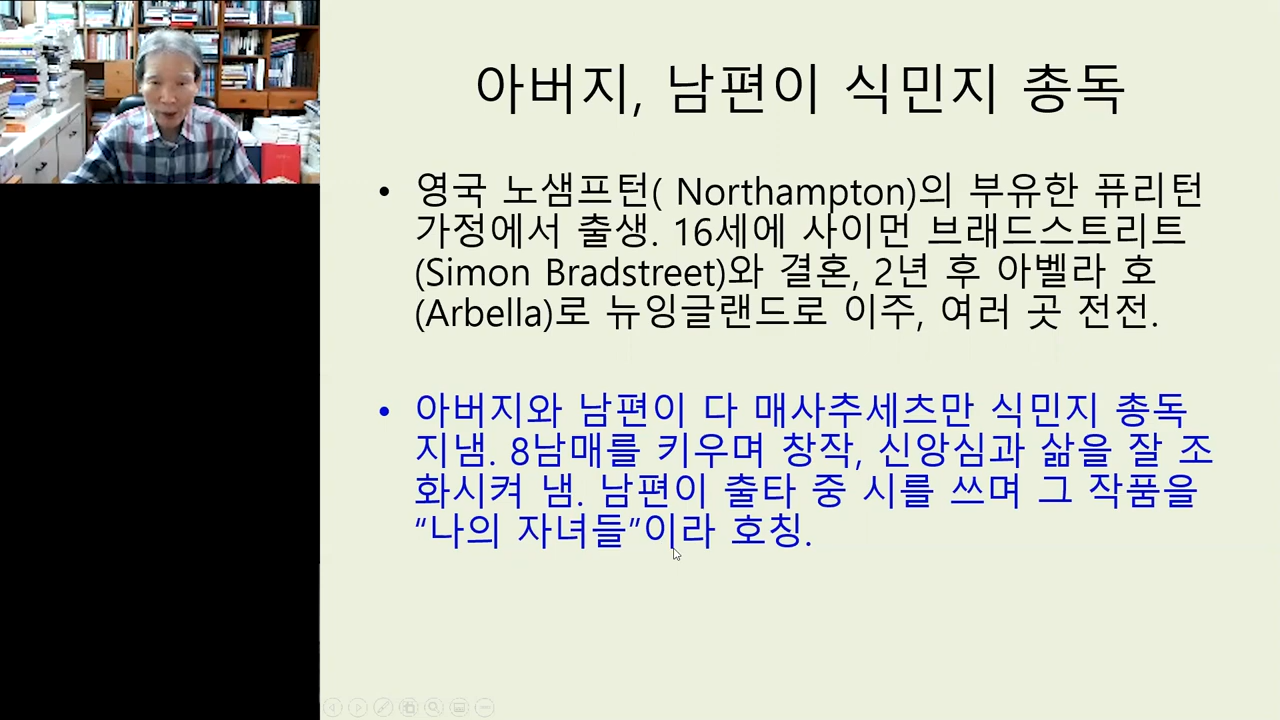 아버지, 남편이 식민지 총독
• 영국 노샘프턴( Northampton)의 부유한 퓨리턴
가정에서 출생. 16세에 사이먼 브래드스트리트
(Simon Bradstreet)와 결혼, 2년 후 아벨라 호
(Arbella)로 뉴잉글랜드로 이주, 여러 곳 전전.
• 아버지와 남편이 다 매사추세츠만 식민지 총독
지냄. 8남매를 키우며 창작, 신앙심과 삶을 잘 조
화시켜 냄. 남편이 출타 중 시를 쓰며 그 작품을
“나의 자녀들”이라 호칭.